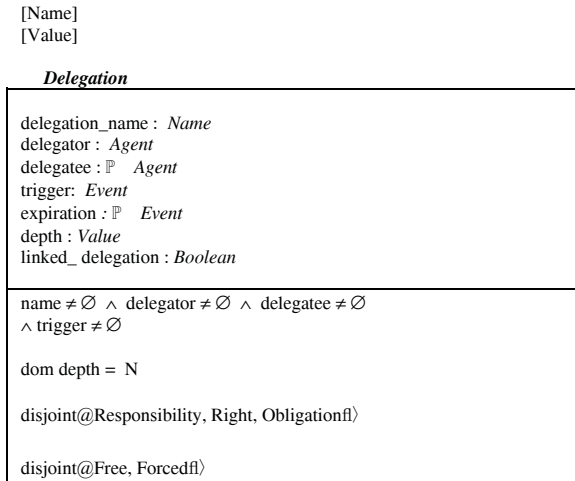 [Name]
[Value]
Delegation
delegation_name : Name
delegator : Agent
delegatee : ℙ Agent
trigger: Event
expiration : ℙ Event
depth : Value
linked_ delegation : Boolean
name ≠ ∅ ∧ delegator ≠ ∅ ∧ delegatee ≠ ∅
∧ trigger ≠ ∅
dom depth = N
disjoint@Responsibility, Right, Obligationfl⟩
disjoint@Free, Forcedfl⟩